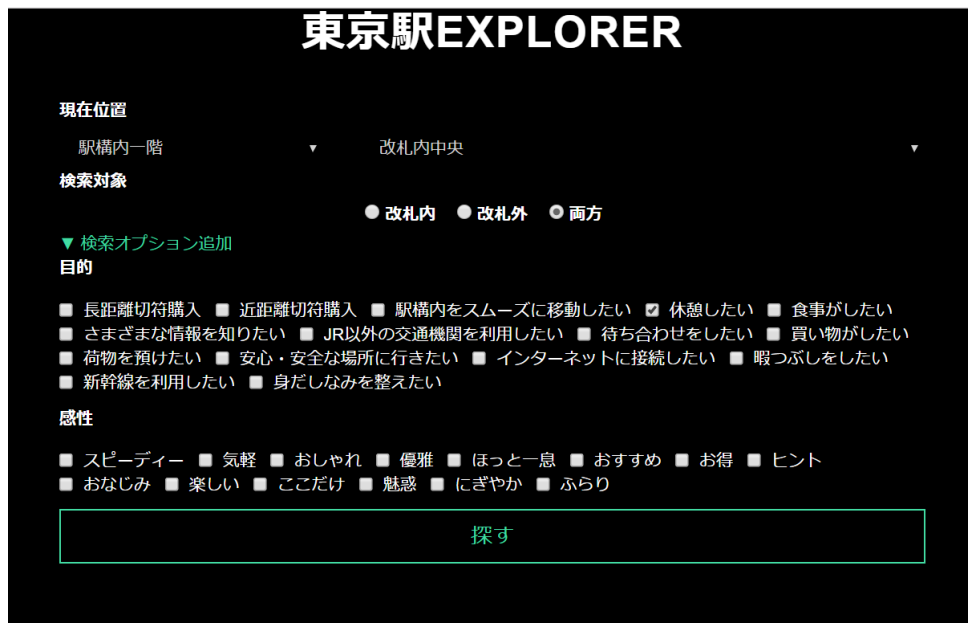 東京駅EXPLORER
現在位置
駅構内一階 ▼ 改札内中央 ▼
検索対象
改札内 改札外 両方
▼ 検索オプション追加
目的
長距離切符購入 近距離切符購入 駅構内をスムーズに移動したい 休憩したい 食事がしたい
さまざまな情報を知りたい JR以外の交通機関を利用したい 待ち合わせをしたい 買い物がしたい
荷物を預けたい 安心・安全な場所に行きたい インターネットに接続したい 暇つぶしをしたい
新幹線を利用したい 身だしなみを整えたい
感性
スピーディー 気軽 おしゃれ 優雅 ほっと一息 おすすめ お得 ヒント
おなじみ 楽しい ここだけ 魅惑 にぎやか ふらり
探す